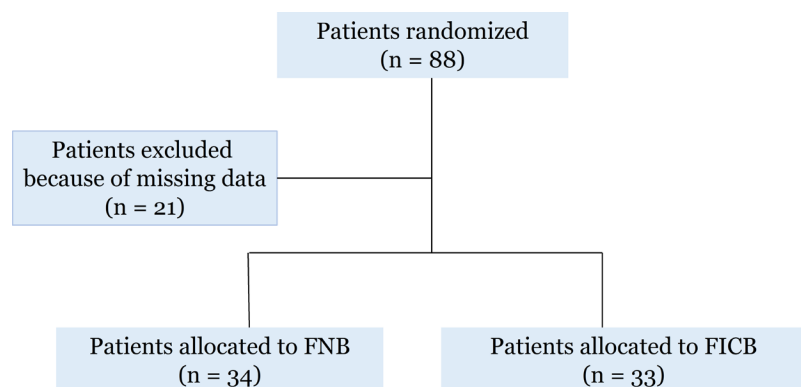 Patients randomized
(n = 88)
Patients excluded
because of missing data
(n = 21)
Patients allocated to FNB
(n = 34)
Patients allocated to FICB
(n = 33)